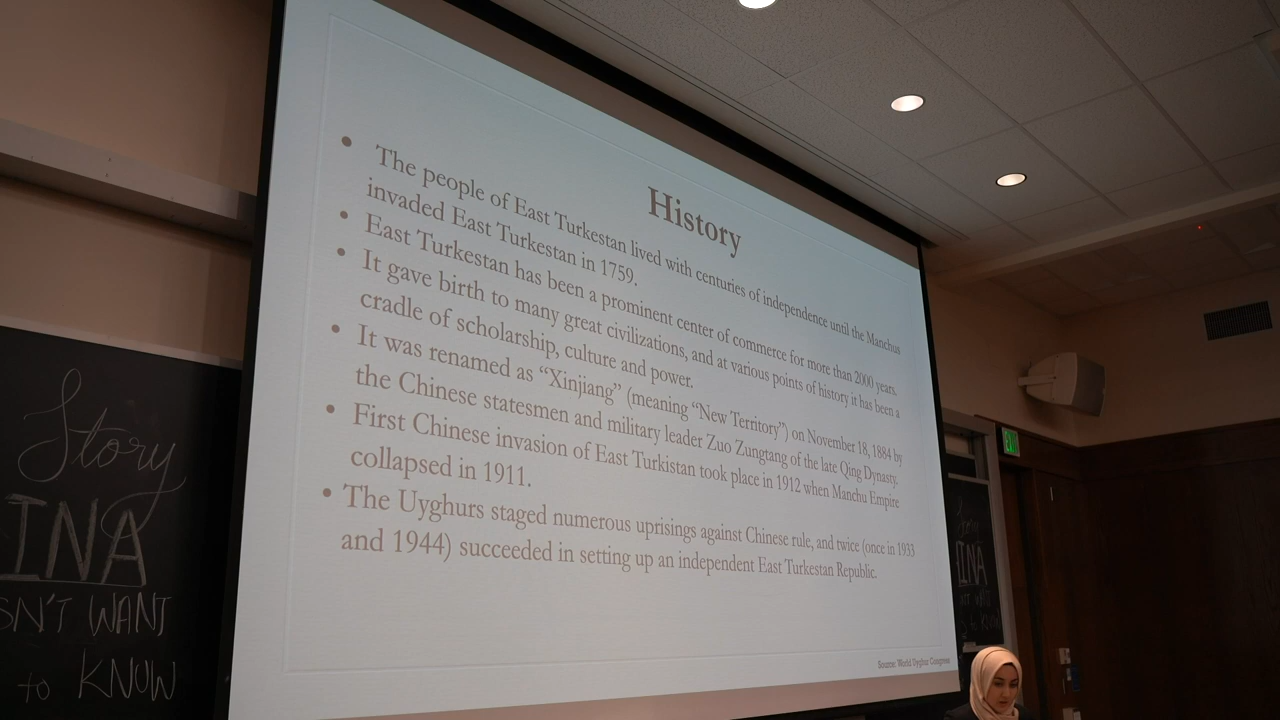 History
The people of East Turkestan lived with centuries of independence until the Manchus
invaded East Turkestan in 1759.
East Turkestan has been a prominent center of commerce for more than 2000 years.
It gave birth to many great civilizations, and at various points of history it has been a
cradle of scholarship, culture and power.
It was renamed as “Xinjiang” (meaning “New Territory”) on November 18, 1884 by
the Chinese statesmen and military leader Zuo Zungtang of the late Qing Dynasty.
First Chinese invasion of East Turkistan took place in 1912 when Manchu Empire
collapsed in 1911.
The Uyghurs staged numerous uprisings against Chinese rule, and twice (once in 1933
and 1944) succeeded in setting up an independent East Turkestan Republic.
Source: World Uyghur Congress
Story
INA
SN'T WANT
to KNOW
EXIT
INA